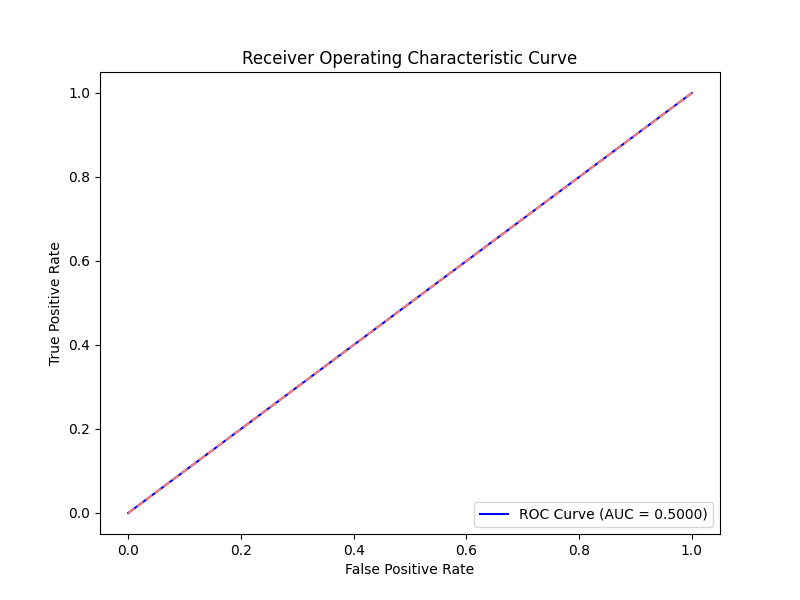 Receiver Operating Characteristic Curve
True Positive Rate
1.0
0.8
0.6
0.4
0.2
0.0
ROC Curve (AUC = 0.5000)
0.0 0.2 0.4 0.6 0.8 1.0
False Positive Rate